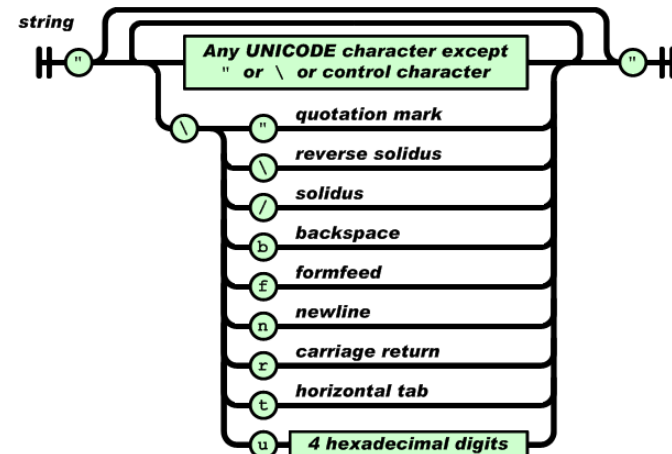 string
" Any UNICODE character except "
" or \ or control character
\ " quotation mark
\ reverse solidus
/ solidus
b backspace
f formfeed
n newline
r carriage return
t horizontal tab
u 4 hexadecimal digits